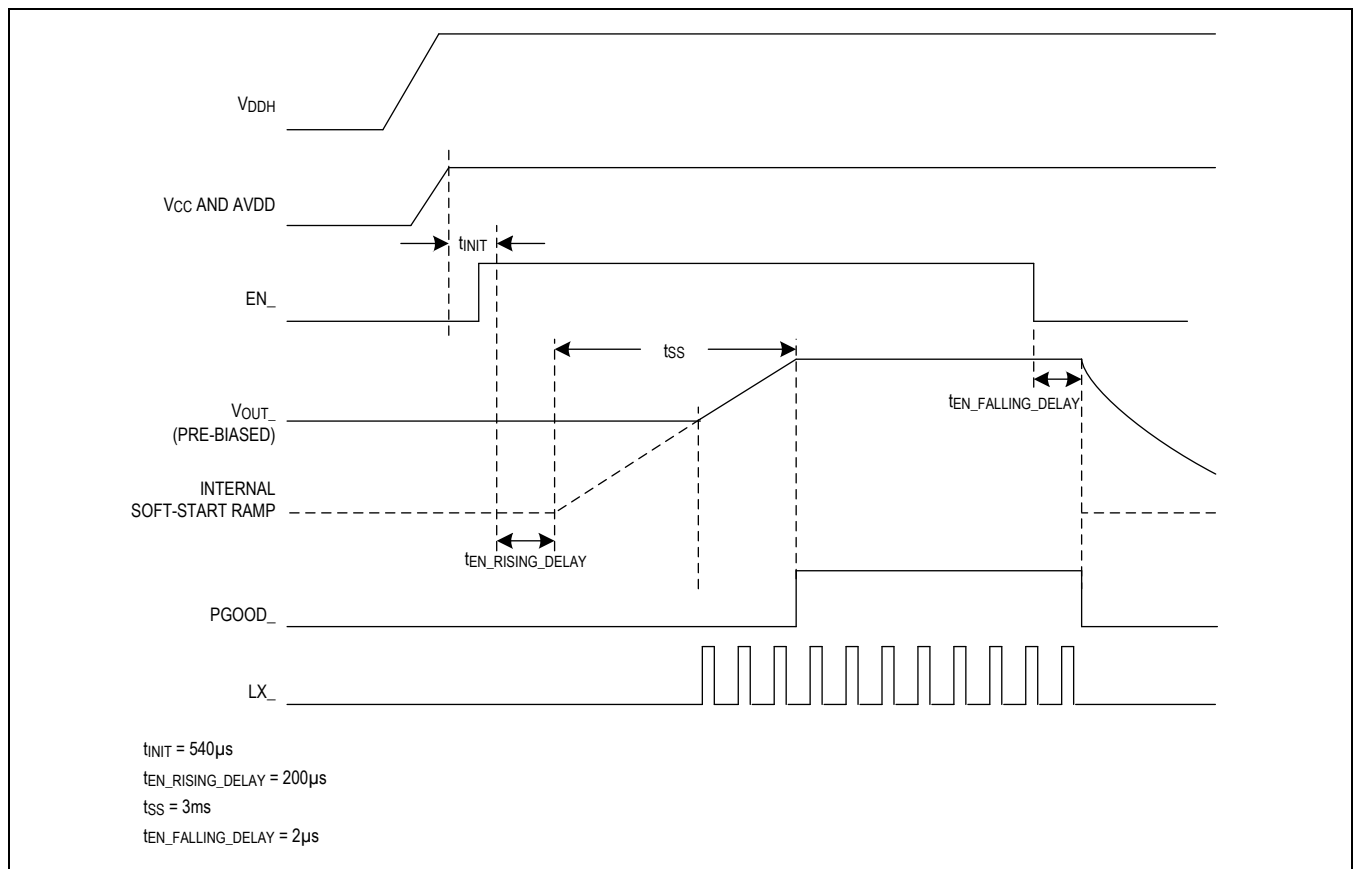 VDDH
VCC AND AVDD
tINIT
EN_
tSS
tEN_FALLING_DELAY
VOUT_
(PRE-BIASED)
INTERNAL
SOFT-START RAMP
tEN_RISING_DELAY
PGOOD_
LX_
tINIT = 540µs
tEN_RISING_DELAY = 200µs
tSS = 3ms
tEN_FALLING_DELAY = 2µs